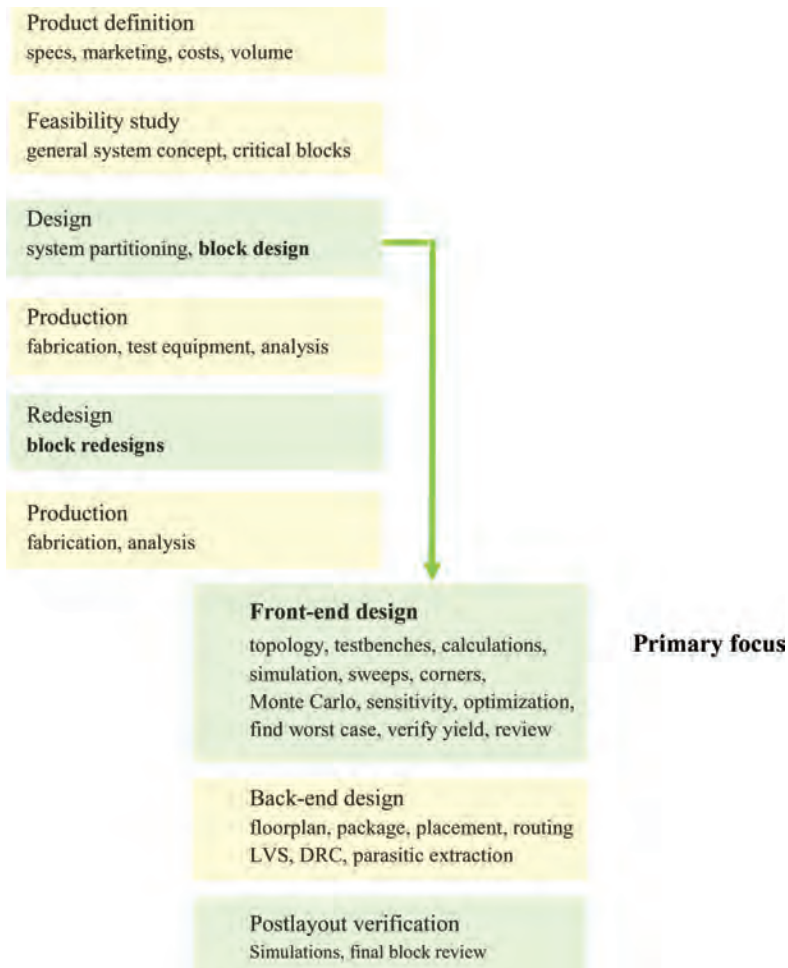 Product definition
specs, marketing, costs, volume
Feasibility study
general system concept, critical blocks
Design
system partitioning, block design
Production
fabrication, test equipment, analysis
Redesign
block redesigns
Production
fabrication, analysis
Front-end design
topology, testbenches, calculations,
simulation, sweeps, corners,
Monte Carlo, sensitivity, optimization,
find worst case, verify yield, review
Primary focus
Back-end design
floorplan, package, placement, routing
LVS, DRC, parasitic extraction
Postlayout verification
Simulations, final block review